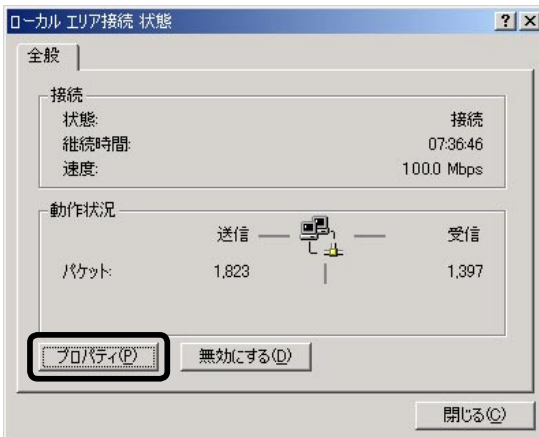 ローカル エリア接続 状態
全般
接続
状態: 接続
継続時間: 07:36:46
速度: 100.0 Mbps
動作状況
送信 受信
パケット: 1,823 1,397
プロパティ(P) 無効にする(D)
閉じる(C)